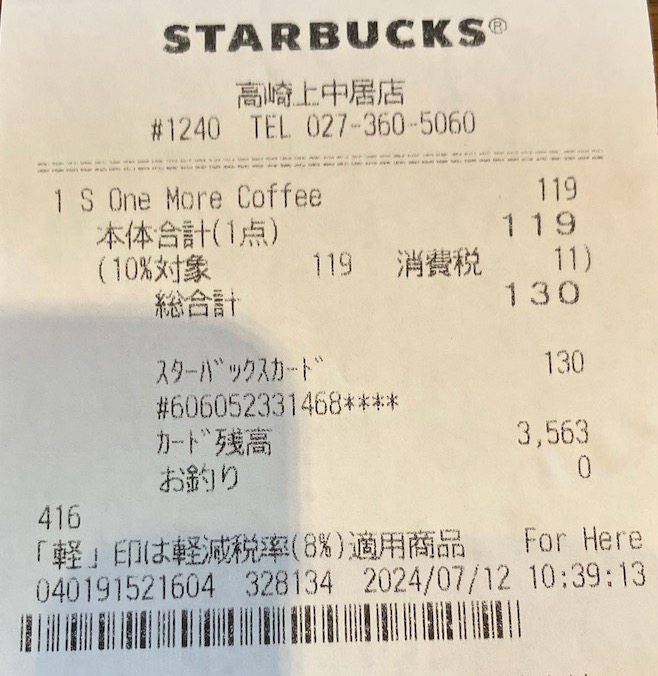 STARBUCKS®
高崎上中居店
#1240 TEL 027-360-5060
1 S One More Coffee 119
本体合計(1点) 119
(10%対象 119 消費税 11)
総合計 130
スターバックスカード 130
#606052331468****
カード残高 3,563
お釣り 0
416
「軽」印は軽減税率(8%)適用商品 For Here
040191521604 328134 2024/07/12 10:39:13